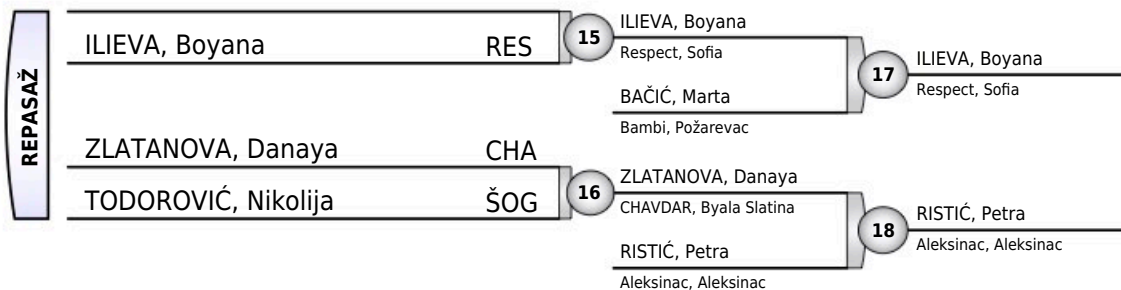 REPASAŽ
ILIEVA, Boyana RES
ZLATANOVA, Danaya CHA
TODOROVIĆ, Nikolija ŠOG
15
16
ILIEVA, Boyana
Respect, Sofia
BAČIĆ, Marta
Bambi, Požarevac
ZLATANOVA, Danaya
CHAVDAR, Byala Slatina
RISTIĆ, Petra
Aleksinac, Aleksinac
17
18
ILIEVA, Boyana
Respect, Sofia
RISTIĆ, Petra
Aleksinac, Aleksinac